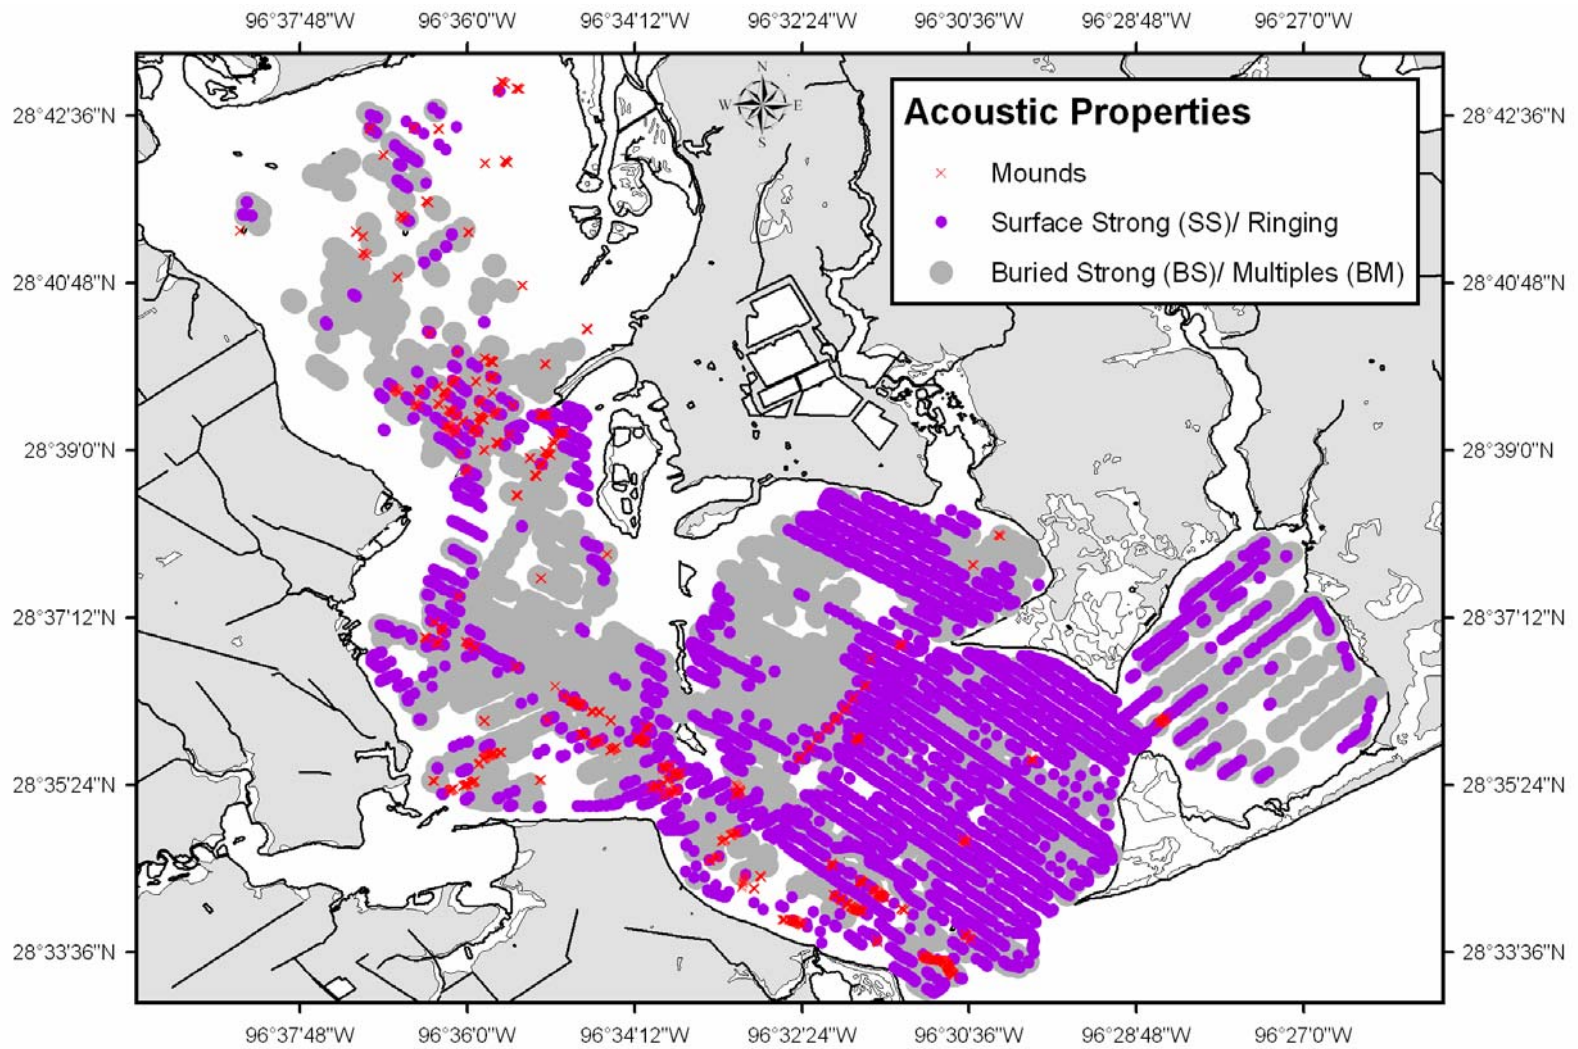 96°37'48"W 96°36'0"W 96°34'12"W 96°32'24"W 96°30'36"W 96°28'48"W 96°27'0"W
N
W E
S
Acoustic Properties
Mounds
Surface Strong (SS)/ Ringing
Buried Strong (BS)/ Multiples (BM)
28°42'36"N 28°42'36"N
28°40'48"N 28°40'48"N
28°39'0"N 28°39'0"N
28°37'12"N 28°37'12"N
28°35'24"N 28°35'24"N
28°33'36"N 28°33'36"N
96°37'48"W 96°36'0"W 96°34'12"W 96°32'24"W 96°30'36"W 96°28'48"W 96°27'0"W